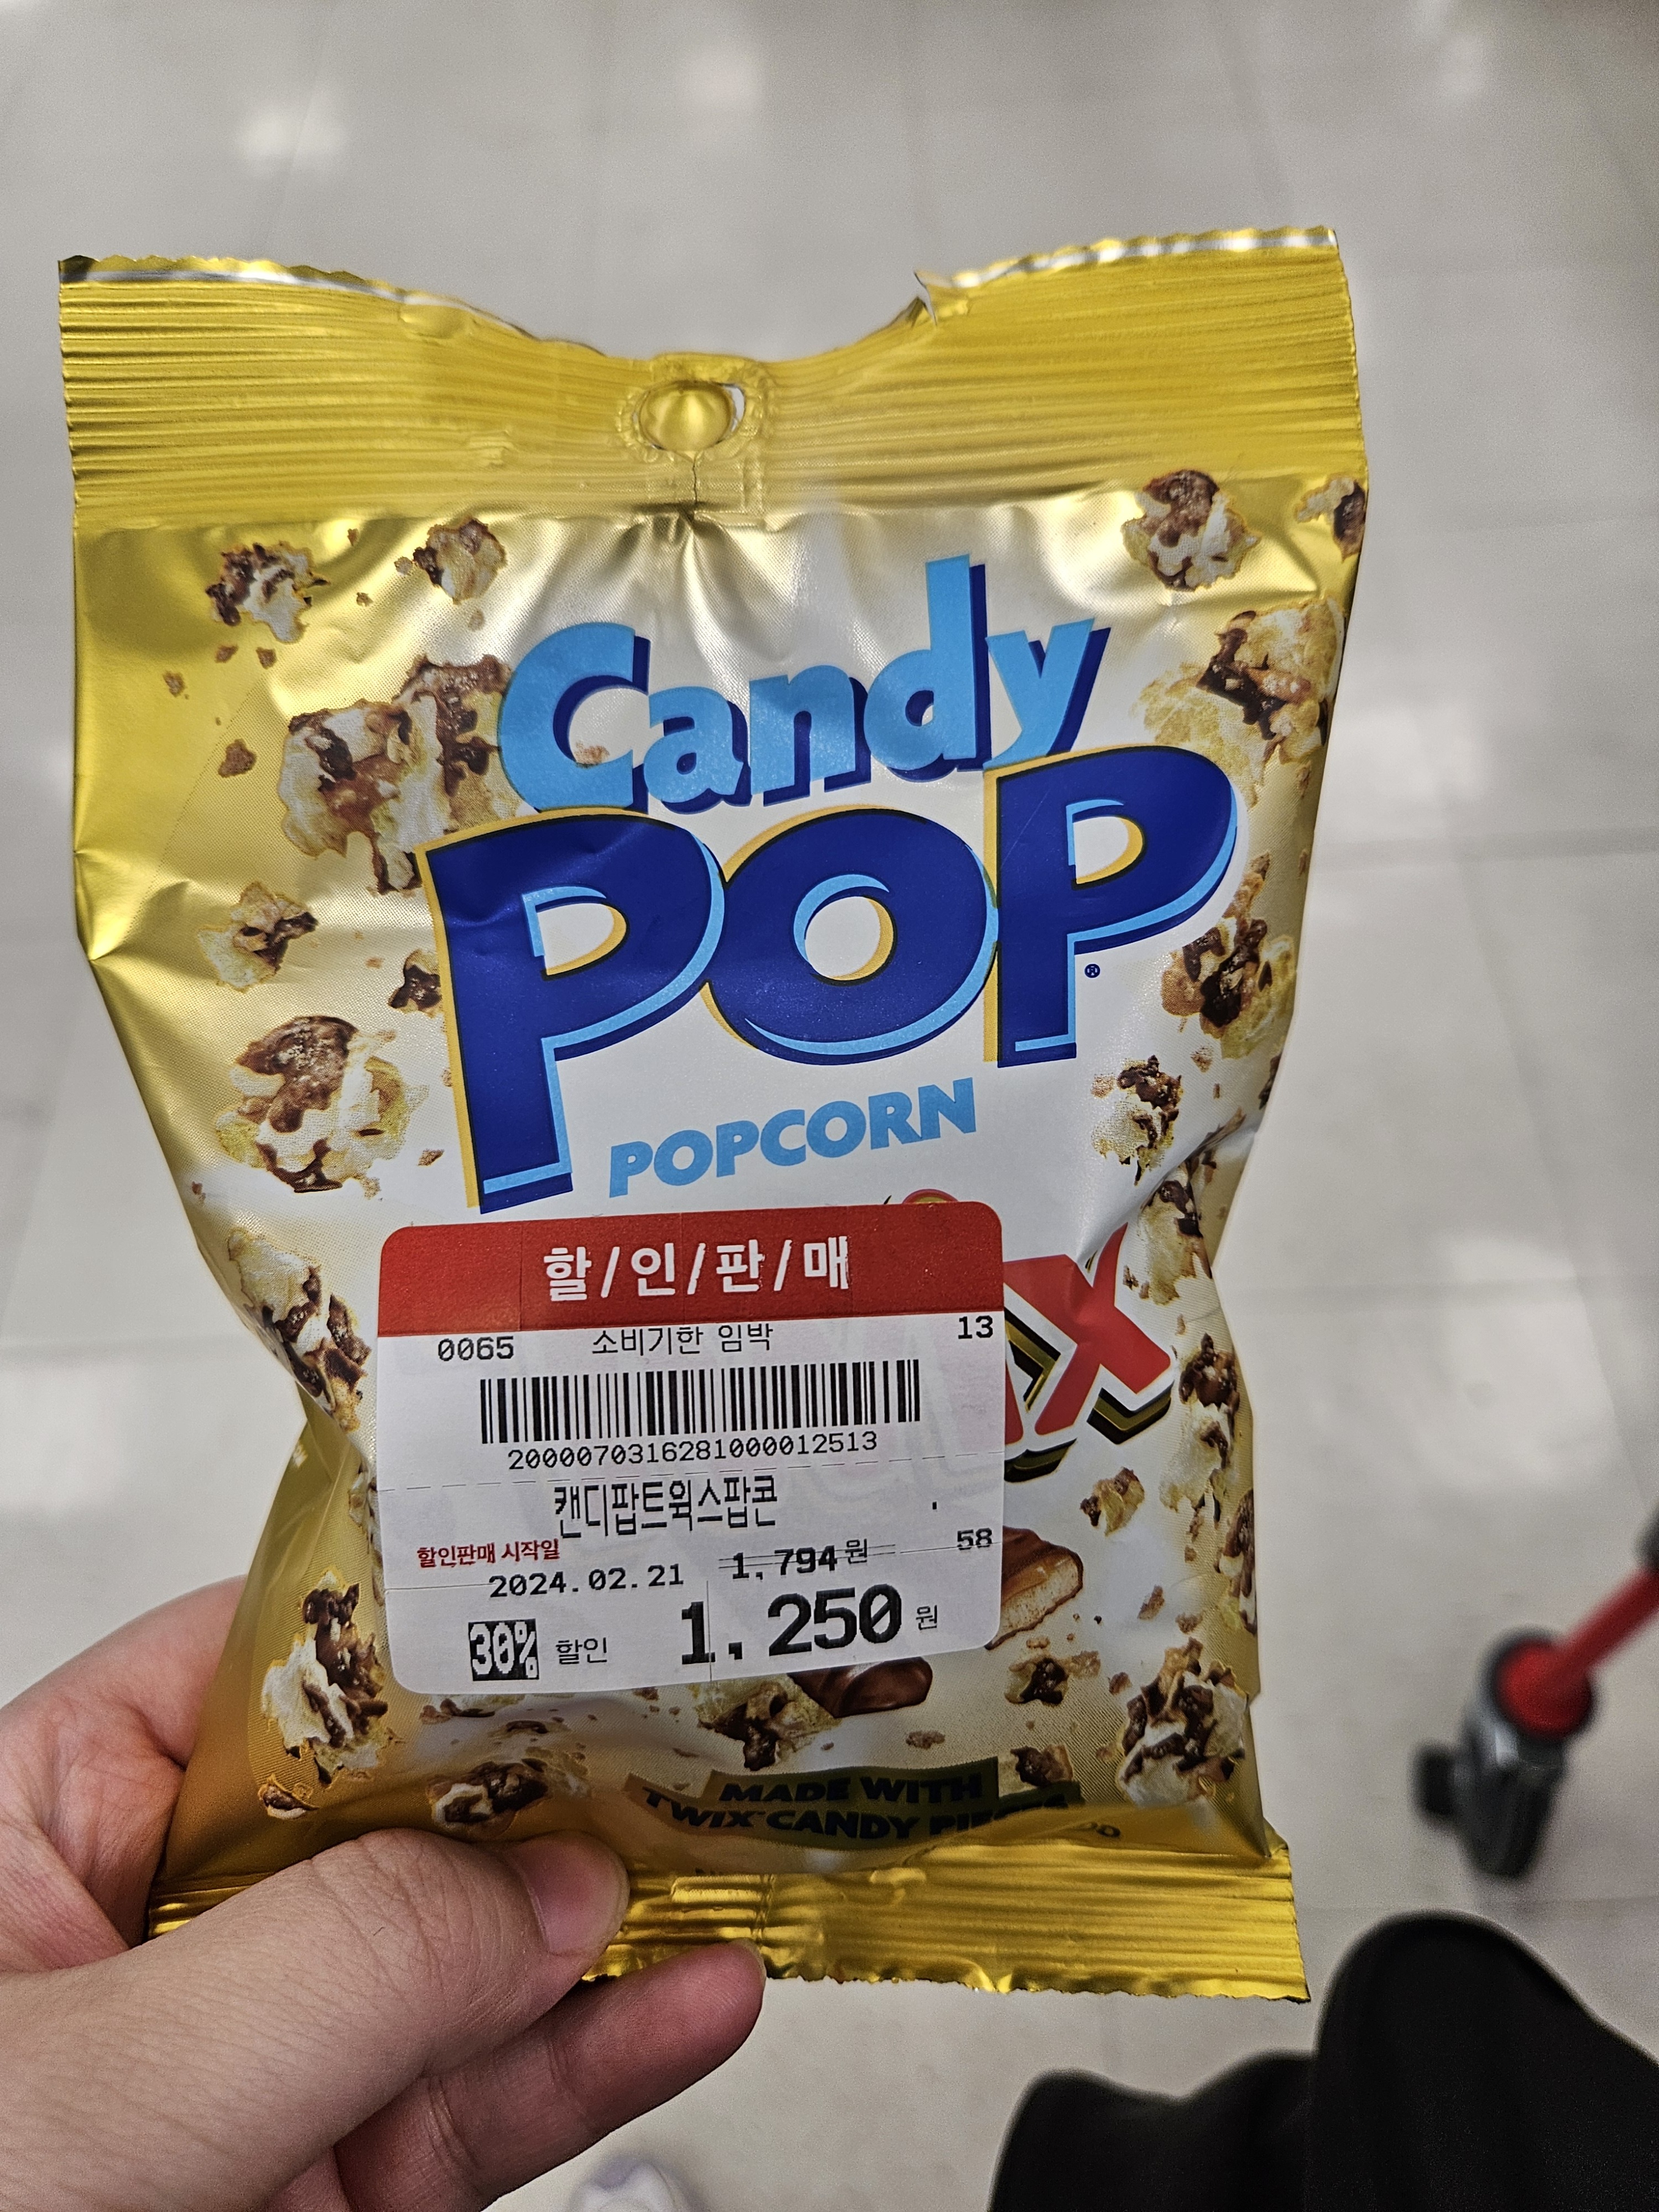 Candy
POP®
POPCORN
할/인/판/매
0065 소비기한 임박 13
2000070316281000012513
캔디팝트윅스팝콘
할인판매 시작일 58
2024.02.21 1,794원
30% 할인 1,250원
MADE WITH
TWIX CANDY